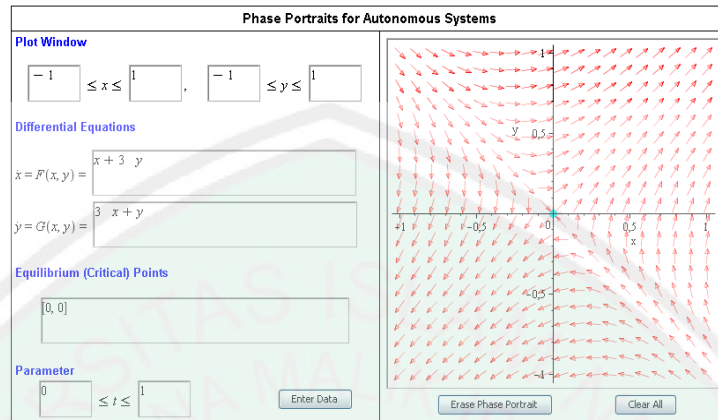 Phase Portraits for Autonomous Systems
Plot Window
− 1 ≤ x ≤ 1 , − 1 ≤ y ≤ 1
Differential Equations
ẋ = F(x, y) = x + 3 y
ẏ = G(x, y) = 3 x + y
Equilibrium (Critical) Points
[0, 0]
Parameter
0 ≤ t ≤ 1
Enter Data
1
y 0,5
-1 -0,5 0 0,5 1
x
-0,5
-1
Erase Phase Portrait Clear All